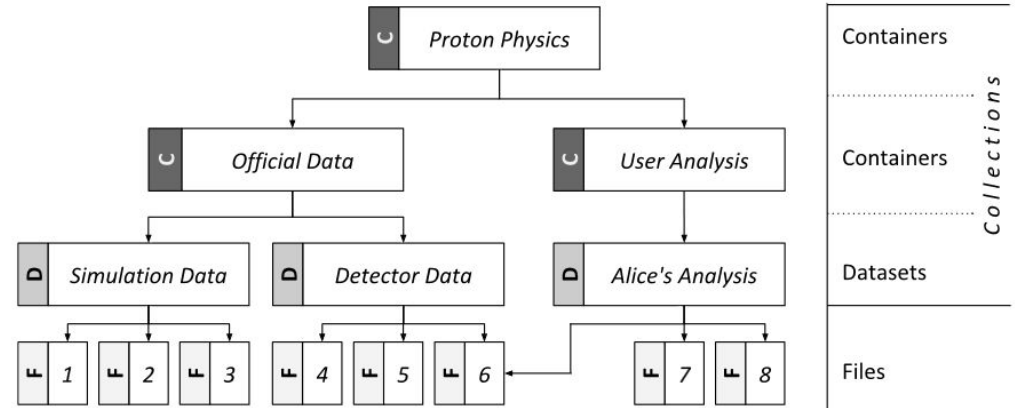 C Proton Physics
Containers
C Official Data
C User Analysis
Containers
Collections
D Simulation Data
D Detector Data
D Alice's Analysis
Datasets
F 1
F 2
F 3
F 4
F 5
F 6
F 7
F 8
Files